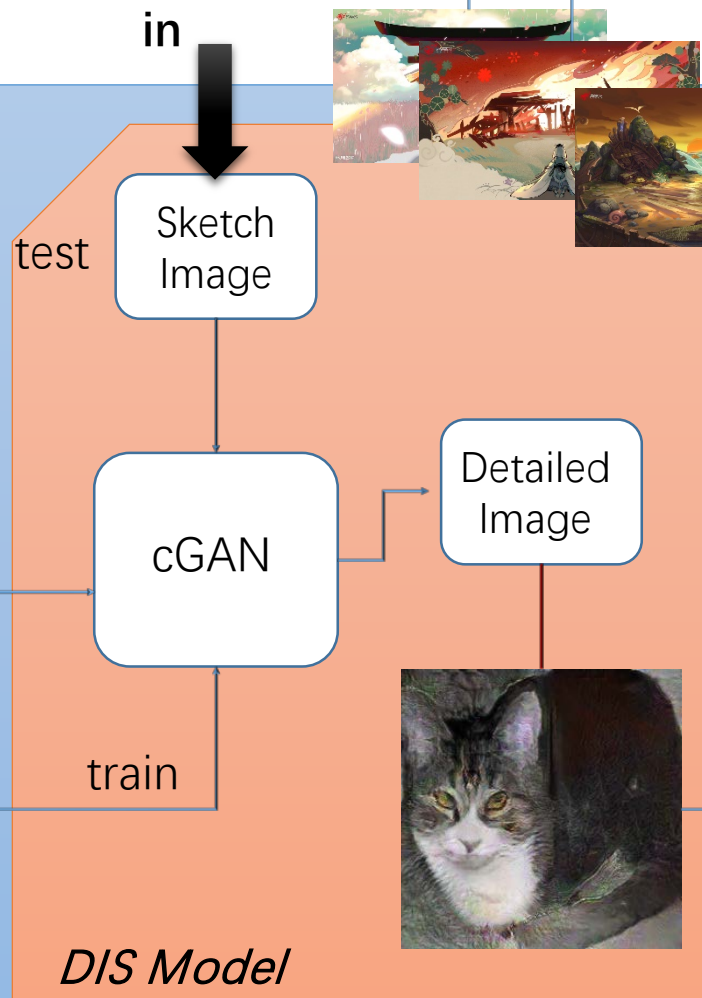 in
Sketch
Image
test
Detailed
Image
cGAN
train
DIS Model